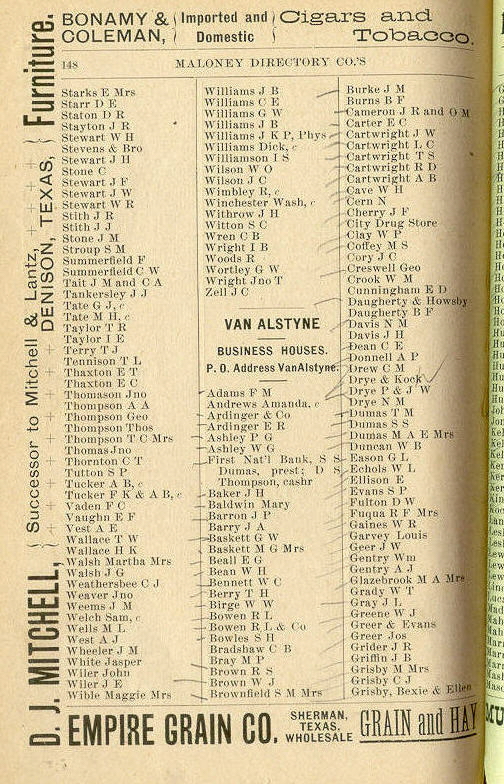 BONAMY & COLEMAN, { Imported and Domestic } Cigars and Tobacco.
148 MALONEY DIRECTORY CO.'S
D. J. MITCHELL, { Successor to Mitchell & Lantz, DENISON, TEXAS, } Furniture.
Starks E Mrs
Starr D E
Staton D R
Stayton J R
Stewart W H
Stevens & Bro
Stewart J H
Stone C
Stewart J F
Stewart J W
Stewart W R
Stith J R
Stith J J
Stone J M
Stroup S M
Summerfield F
Summerfield C W
Tait J M and C A
Tankersley J J
Tate G J, c
Tate M H, c
Taylor T R
Taylor I E
Terry T J
Tennison T L
Thaxton E T
Thaxton E C
Thomason Jno
Thompson A A
Thompson Geo
Thompson Thos
Thompson T C Mrs
Thomas Jno
Thornton C T
Tutton S P
Tucker A B, c
Tucker F K & A B, c
Vaden F C
Vaughn E F
Vest A E
Wallace T W
Wallace H K
Walsh Martha Mrs
Walsh J G
Weathersbee C J
Weaver Jno
Weems J M
Welch Sam, c
Wells M L
West A J
Wheeler J M
White Jasper
Wiler John
Wiler J E
Wible Maggie Mrs
Williams J B
Williams C E
Williams G W
Williams J B
Williams J K P, Phys
Williams Dick, c
Williamson I S
Wilson W O
Wilson J C
Wimbley R, c
Winchester Wash, c
Withrow J H
Witton S C
Wren C B
Wright I B
Woods R
Wortley G W
Wright Jno T
Zell J C
VAN ALSTYNE
BUSINESS HOUSES.
P. O. Address VanAlstyne.
Adams F M
Andrews Amanda, c
Ardinger & Co
Ardinger E R
Ashley P G
Ashley W G
First Nat'l Bank, S S
Dumas, prest; D S
Thompson, cashr
Baker J H
Baldwin Mary
Barron J P
Barry J A
Baskett G W
Baskett M G Mrs
Beall E G
Bean W H
Bennett W C
Berry T H
Birge W W
Bowen R L
Bowen R L & Co
Bowles S H
Bradshaw C B
Bray M P
Brown R S
Brown W J
Brownfield S M Mrs
Burke J M
Burns B F
Cameron J R and O M
Carter E C
Cartwright J W
Cartwright L C
Cartwright T S
Cartwright R D
Cartwright A B
Cave W H
Cern N
Cherry J F
City Drug Store
Clay W P
Coffey M S
Cory J C
Creswell Geo
Crook W M
Cunningham E D
Daugherty & Howsby
Daugherty B F
Davis N M
Davis J H
Dean C E
Donnell A P
Drew C M
Drye & Kock
Drye P & J W
Drye N M
Dumas T M
Dumas S S
Dumas M A E Mrs
Duncan W B
Eason G L
Echols W L
Ellison E
Evans S P
Fulton D W
Fuqua R F Mrs
Gaines W R
Garvey Louis
Geer J W
Gentry Wm
Gentry A J
Glazebrook M A Mrs
Grady W T
Gray J L
Greene W J
Greer & Evans
Greer Jos
Grider J R
Griffin J B
Grisby M Mrs
Grisby C J
Grisby, Bexie & Ellen
EMPIRE GRAIN CO. SHERMAN, TEXAS. WHOLESALE GRAIN and HAY